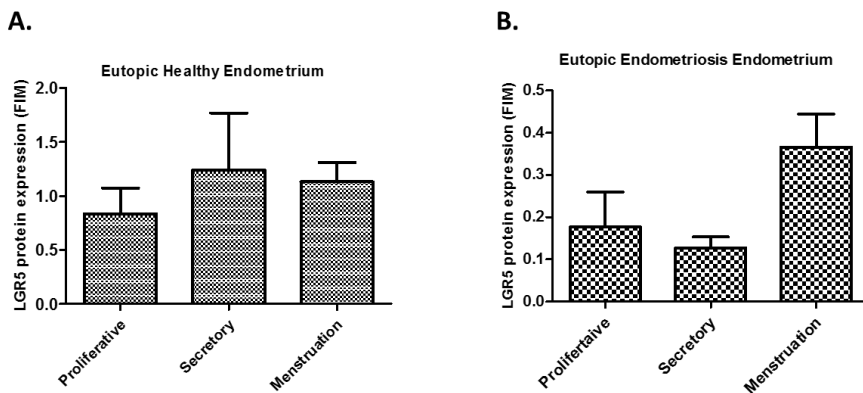 A.
Eutopic Healthy Endometrium
LGR5 protein expression (FIM)
2.0
1.5
1.0
0.5
0.0
Proliferative
Secretory
Menstruation
B.
Eutopic Endometriosis Endometrium
LGR5 protein expression (FIM)
0.5
0.4
0.3
0.2
0.1
0.0
Prolifertaive
Secretory
Menstruation